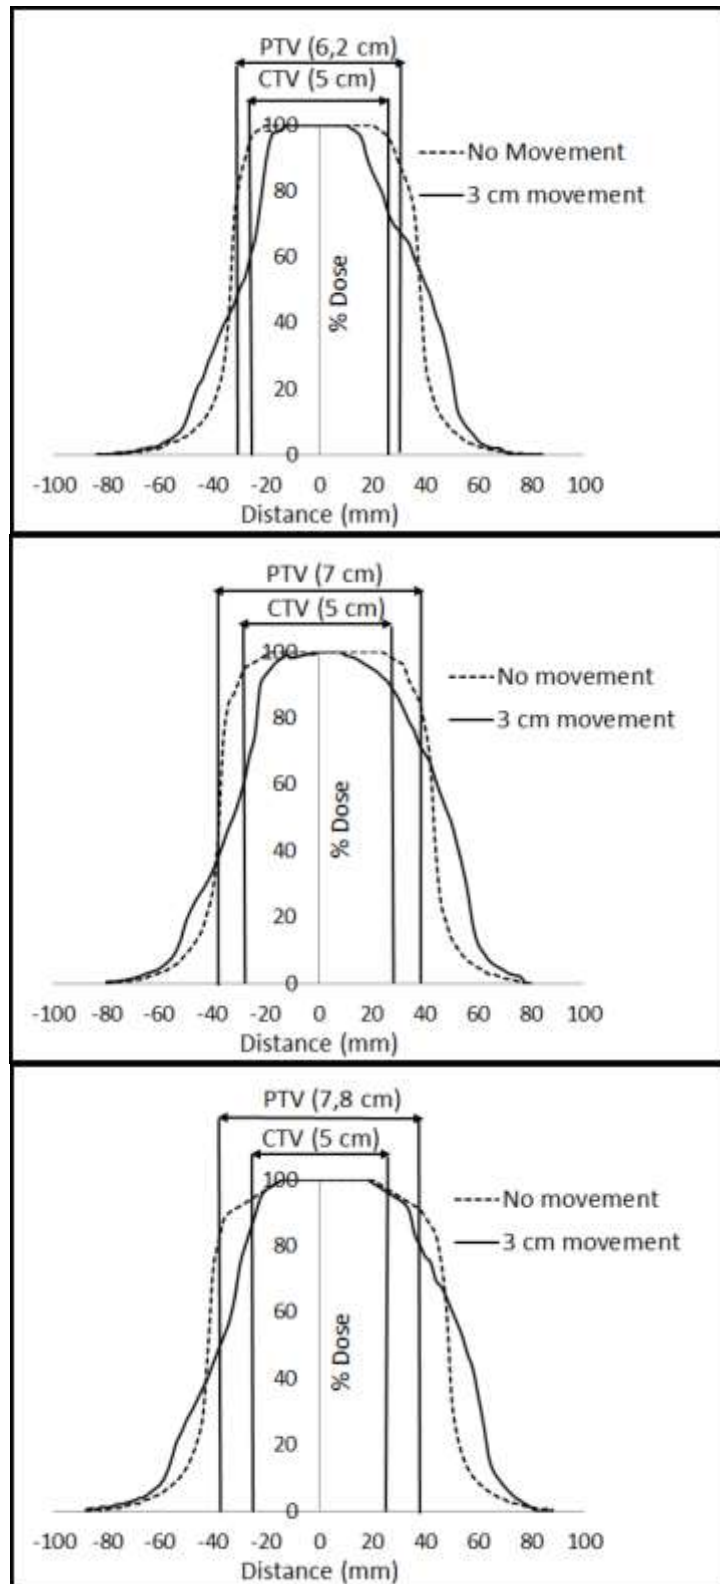 PTV (6,2 cm)
CTV (5 cm)
100
No Movement
80
3 cm movement
60
% Dose
40
20
0
-100 -80 -60 -40 -20 0 20 40 60 80 100
Distance (mm)
PTV (7 cm)
CTV (5 cm)
100
No movement
80
3 cm movement
60
% Dose
40
20
0
-100 -80 -60 -40 -20 0 20 40 60 80 100
Distance (mm)
PTV (7,8 cm)
CTV (5 cm)
100
No movement
80
3 cm movement
60
% Dose
40
20
0
-100 -80 -60 -40 -20 0 20 40 60 80 100
Distance (mm)